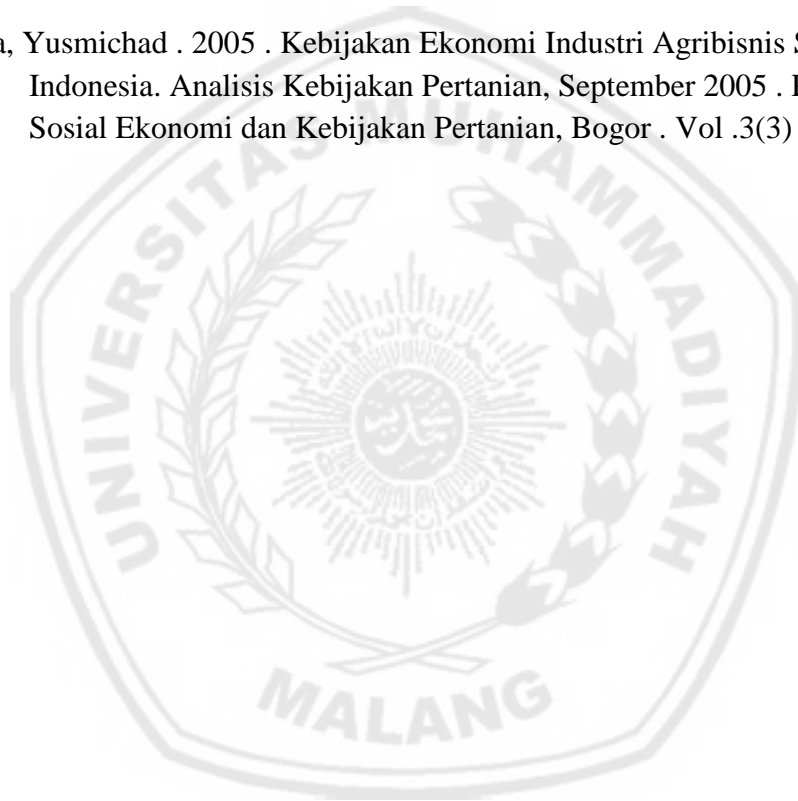 a, Yusmichad . 2005 . Kebijakan Ekonomi Industri Agribisnis S
Indonesia. Analisis Kebijakan Pertanian, September 2005 .
Sosial Ekonomi dan Kebijakan Pertanian, Bogor . Vol .3(3)
UNIVERSITAS MUHAMMADIYAH
MALANG